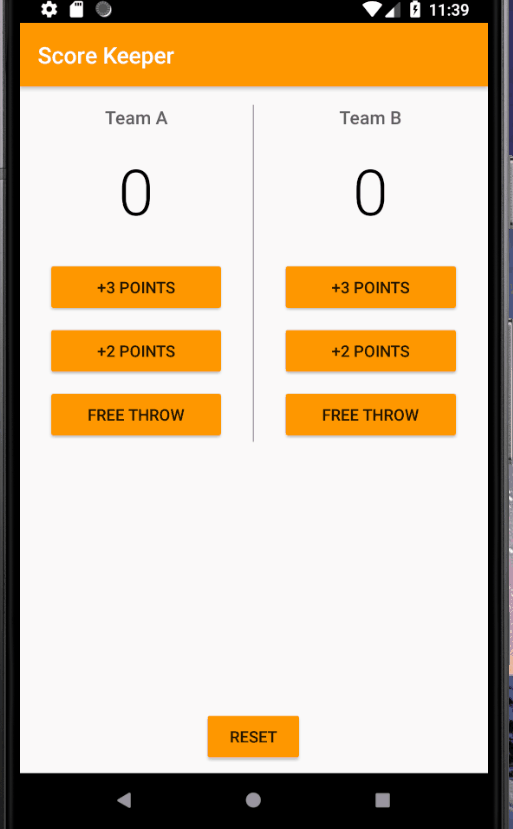 11:39
Score Keeper
Team A
Team B
0
0
+3 POINTS
+3 POINTS
+2 POINTS
+2 POINTS
FREE THROW
FREE THROW
RESET